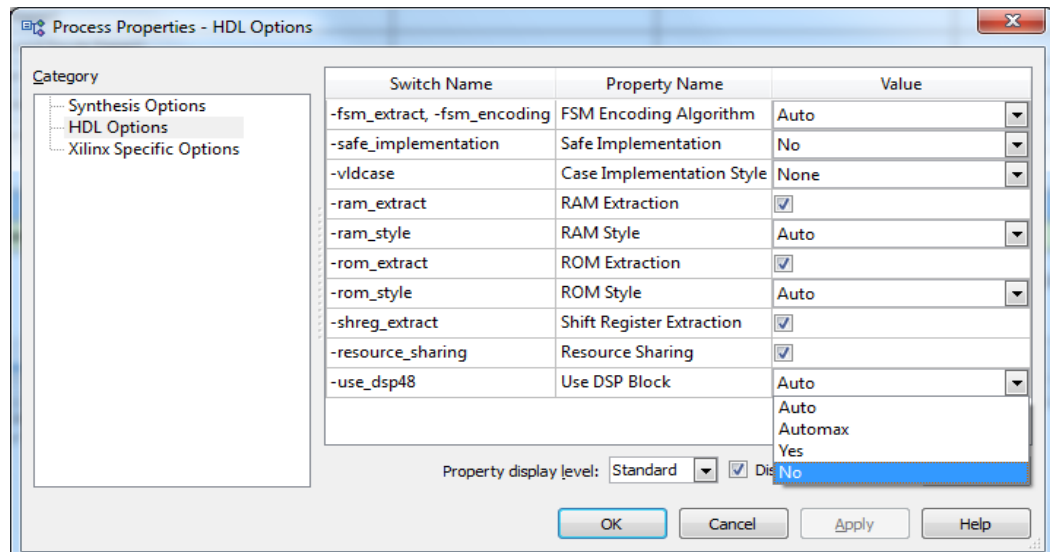 Process Properties - HDL Options
Category
Synthesis Options
HDL Options
Xilinx Specific Options
Switch Name Property Name Value
-fsm_extract, -fsm_encoding FSM Encoding Algorithm Auto
-safe_implementation Safe Implementation No
-vldcase Case Implementation Style None
-ram_extract RAM Extraction
-ram_style RAM Style Auto
-rom_extract ROM Extraction
-rom_style ROM Style Auto
-shreg_extract Shift Register Extraction
-resource_sharing Resource Sharing
-use_dsp48 Use DSP Block Auto
Auto
Automax
Yes
No
Property display level: Standard Dis
OK Cancel Apply Help